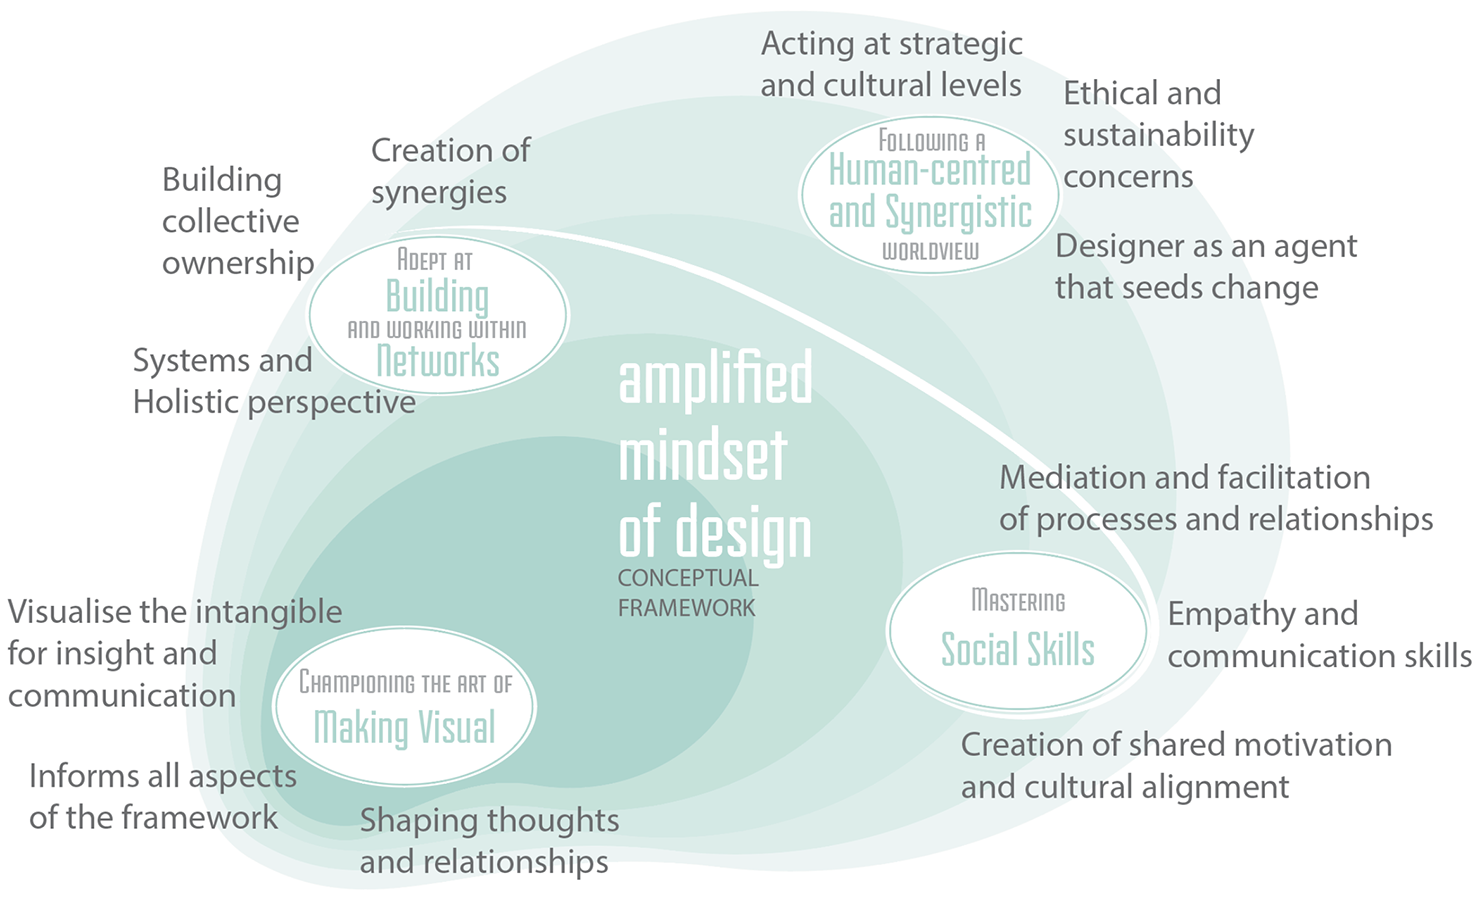 Acting at strategic
and cultural levels
Ethical and
sustainability
concerns
Following a
Human-centred
and Synergistic
worldview
Designer as an agent
that seeds change
Creation of
synergies
Building
collective
ownership
Adept at
Building
and working within
Networks
Systems and
Holistic perspective
amplified
mindset
of design
CONCEPTUAL
FRAMEWORK
Mediation and facilitation
of processes and relationships
Mastering
Social Skills
Empathy and
communication skills
Creation of shared motivation
and cultural alignment
Visualise the intangible
for insight and
communication
Championing the art of
Making Visual
Informs all aspects
of the framework
Shaping thoughts
and relationships